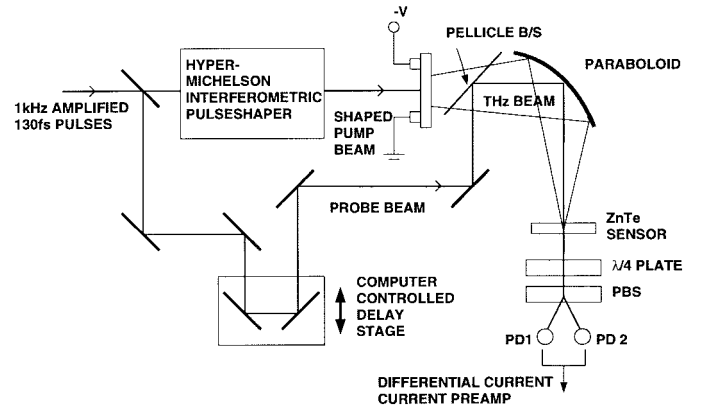 -V
PELLICLE B/S
PARABOLOID
HYPER-
MICHELSON
INTERFEROMETRIC
PULSESHAPER
1kHz AMPLIFIED
130fs PULSES
SHAPED
PUMP
BEAM
THz BEAM
PROBE BEAM
ZnTe
SENSOR
λ/4 PLATE
PBS
COMPUTER
CONTROLLED
DELAY
STAGE
PD1
PD 2
DIFFERENTIAL CURRENT
CURRENT PREAMP